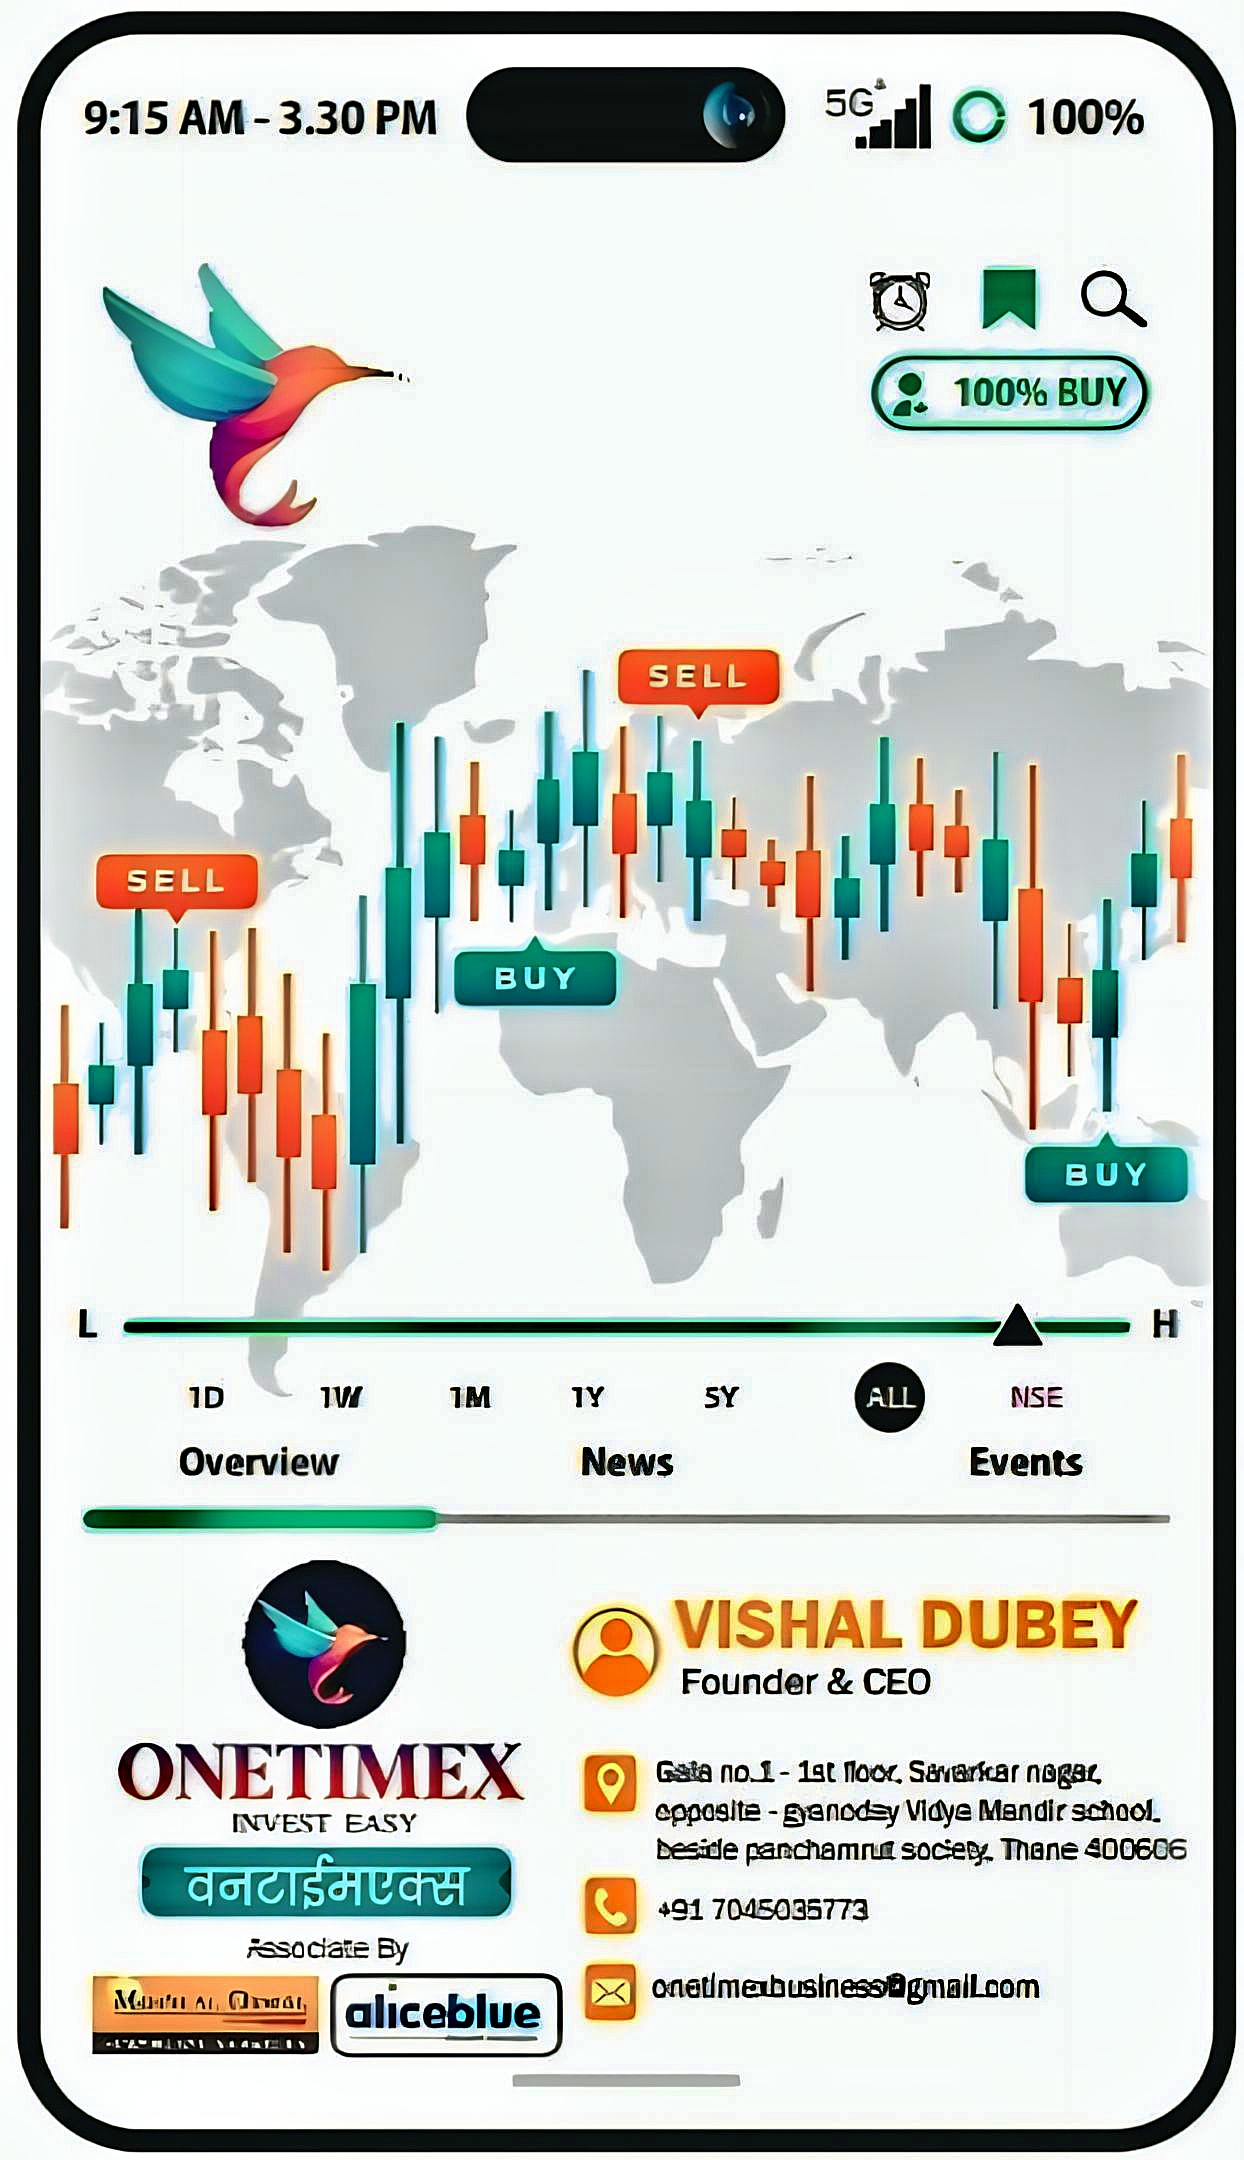 9:15 AM - 3.30 PM
5G 100%
100% BUY
SELL
SELL
BUY
BUY
L H
1D 1W 1M 1Y 5Y ALL NSE
Overview News Events
VISHAL DUBEY
Founder & CEO
ONETIMEX
INVEST EASY
वनटाईमएक्स
Associate By
aliceblue
Gala no.1 - 1st floor, Savarkar nagar,
opposite - gyanoday Vidya Mandir school,
beside panchamrut society, Thane 400606
+91 7045035773
onetimexbusiness@gmail.com